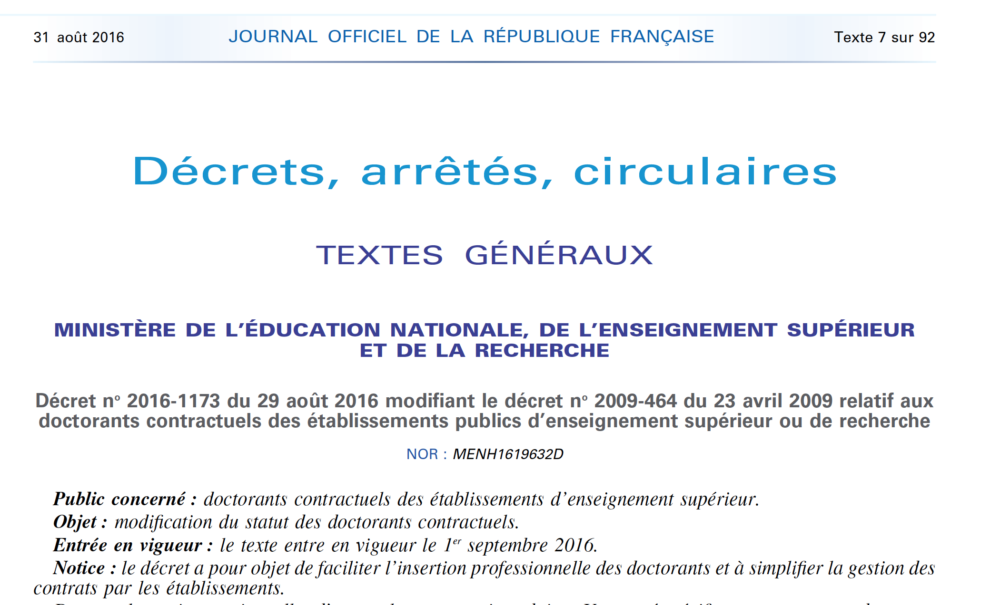 31 août 2016 JOURNAL OFFICIEL DE LA RÉPUBLIQUE FRANÇAISE Texte 7 sur 92
Décrets, arrêtés, circulaires
TEXTES GÉNÉRAUX
MINISTÈRE DE L’ÉDUCATION NATIONALE, DE L’ENSEIGNEMENT SUPÉRIEUR
ET DE LA RECHERCHE
Décret nº 2016-1173 du 29 août 2016 modifiant le décret nº 2009-464 du 23 avril 2009 relatif aux
doctorants contractuels des établissements publics d’enseignement supérieur ou de recherche
NOR : MENH1619632D
Public concerné : doctorants contractuels des établissements d’enseignement supérieur.
Objet : modification du statut des doctorants contractuels.
Entrée en vigueur : le texte entre en vigueur le 1er septembre 2016.
Notice : le décret a pour objet de faciliter l’insertion professionnelle des doctorants et à simplifier la gestion des
contrats par les établissements.